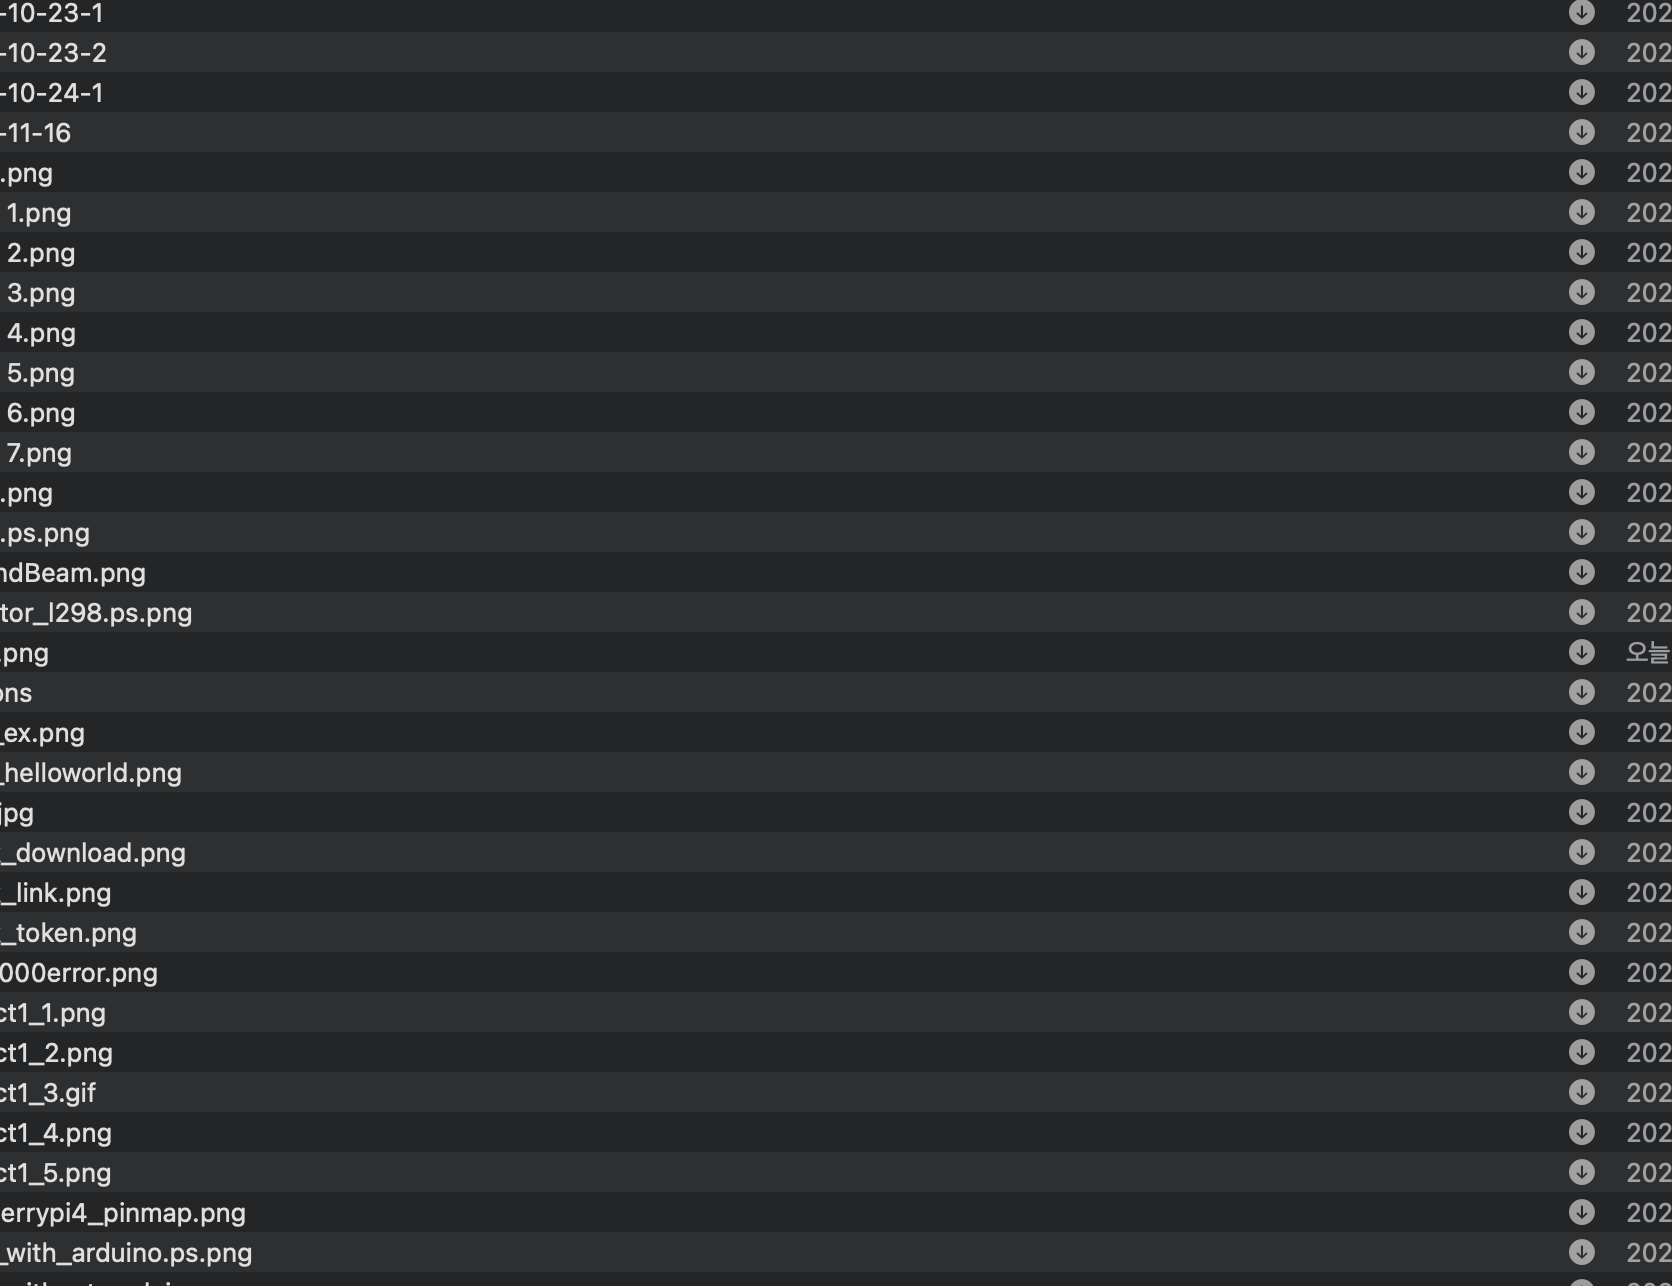 -10-23-1 202
-10-23-2 202
-10-24-1 202
-11-16 202
.png 202
1.png 202
2.png 202
3.png 202
4.png 202
5.png 202
6.png 202
7.png 202
.png 202
.ps.png 202
ndBeam.png 202
tor_l298.ps.png 202
.png 오늘
ons 202
_ex.png 202
_helloworld.png 202
jpg 202
_download.png 202
_link.png 202
_token.png 202
000error.png 202
ct1_1.png 202
ct1_2.png 202
ct1_3.gif 202
ct1_4.png 202
ct1_5.png 202
errypi4_pinmap.png 202
_with_arduino.ps.png 202